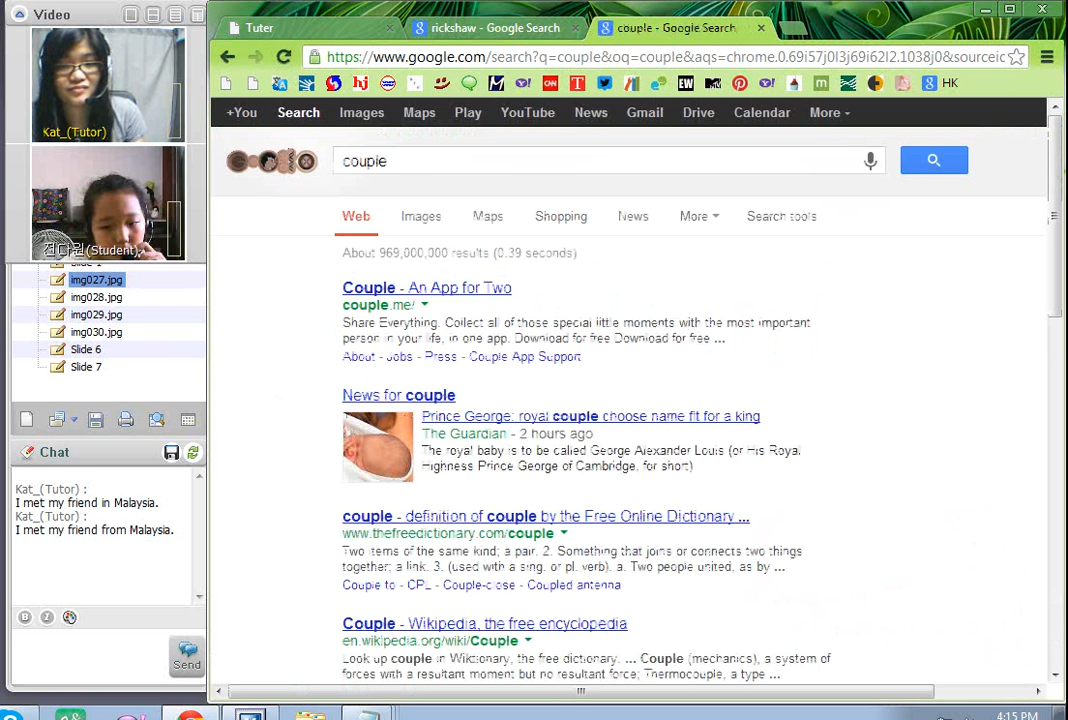 Video
Kat_(Tutor)
전다원(Student)
Slide 1
img027.jpg
img028.jpg
img029.jpg
img030.jpg
Slide 6
Slide 7
Chat
Kat_(Tutor) :
I met my friend in Malaysia.
Kat_(Tutor) :
I met my friend from Malaysia.
B
I
Send
Tuter
rickshaw - Google Search
couple - Google Search
https://www.google.com/search?q=couple&oq=couple&aqs=chrome.0.69i57j0l3j69i62l2.1038j0&sourceic
HK
+You Search Images Maps Play YouTube News Gmail Drive Calendar More
couple
Web Images Maps Shopping News More Search tools
About 969,000,000 results (0.39 seconds)
Couple - An App for Two
couple.me/
Share Everything. Collect all of those special little moments with the most important
person in your life, in one app. Download for free Download for free ...
About - Jobs - Press - Couple App Support
News for couple
Prince George: royal couple choose name fit for a king
The Guardian - 2 hours ago
The royal baby is to be called George Alexander Louis (or His Royal
Highness Prince George of Cambridge, for short)
couple - definition of couple by the Free Online Dictionary ...
www.thefreedictionary.com/couple
Two items of the same kind; a pair. 2. Something that joins or connects two things
together; a link. 3. (used with a sing. or pl. verb). a. Two people united, as by ...
Couple to - CPL - Couple-close - Coupled antenna
Couple - Wikipedia, the free encyclopedia
en.wikipedia.org/wiki/Couple
Look up couple in Wiktionary, the free dictionary. ... Couple (mechanics), a system of
forces with a resultant moment but no resultant force; Thermocouple, a type ...
4:15 PM